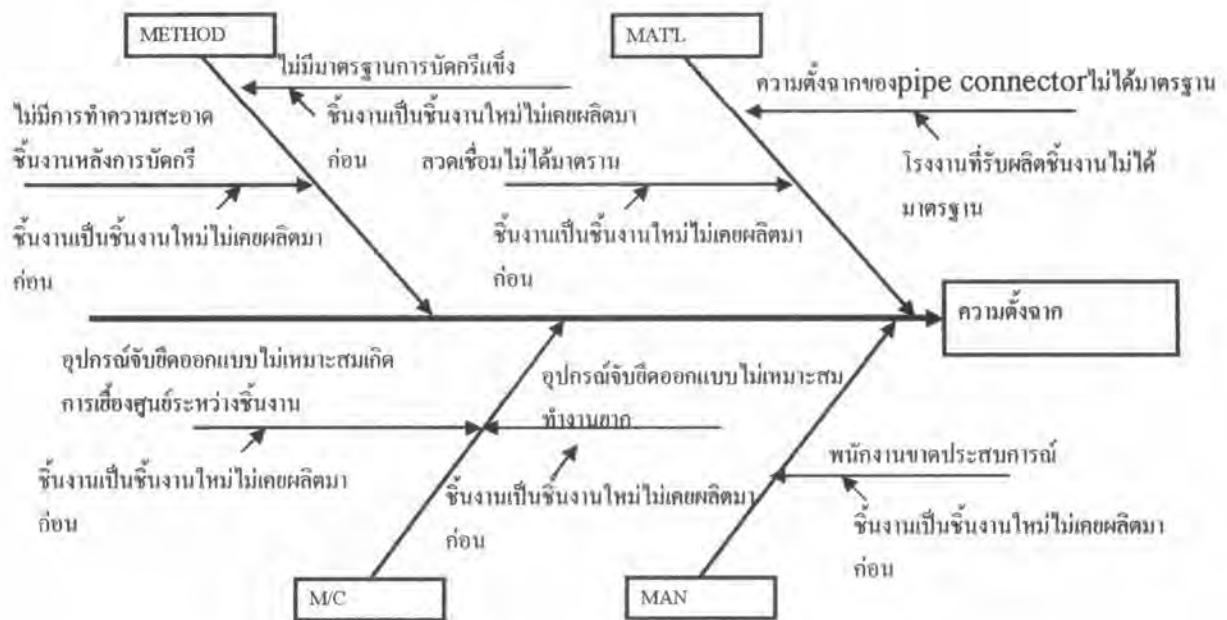 METHOD
MAT'L
ไม่มีมาตรฐานการบัดกรีแข็ง
ความตั้งฉากของpipe connectorไม่ได้มาตรฐาน
ไม่มีการทำความสะอาด
ชิ้นงานหลังการบัดกรี
ชิ้นงานเป็นชิ้นงานใหม่ไม่เคยผลิตมา
ก่อน
ลวดเชื่อมไม่ได้มาตราน
โรงงานที่รับผลิตชิ้นงานไม่ได้
มาตรฐาน
ชิ้นงานเป็นชิ้นงานใหม่ไม่เคยผลิตมา
ก่อน
ชิ้นงานเป็นชิ้นงานใหม่ไม่เคยผลิตมา
ก่อน
ความตั้งฉาก
อุปกรณ์จับยึดออกแบบไม่เหมาะสมเกิด
การเยื้องศูนย์ระหว่างชิ้นงาน
อุปกรณ์จับยึดออกแบบไม่เหมาะสม
ทำงานยาก
ชิ้นงานเป็นชิ้นงานใหม่ไม่เคยผลิตมา
ก่อน
ชิ้นงานเป็นชิ้นงานใหม่ไม่เคยผลิตมา
ก่อน
พนักงานขาดประสบการณ์
ชิ้นงานเป็นชิ้นงานใหม่ไม่เคยผลิตมา
ก่อน
M/C
MAN